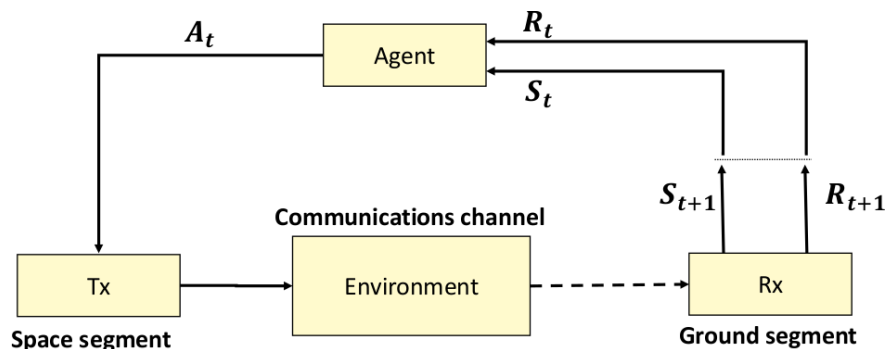 A_t
R_t
Agent
S_t
S_{t+1}
R_{t+1}
Communications channel
Tx
Environment
Rx
Space segment
Ground segment